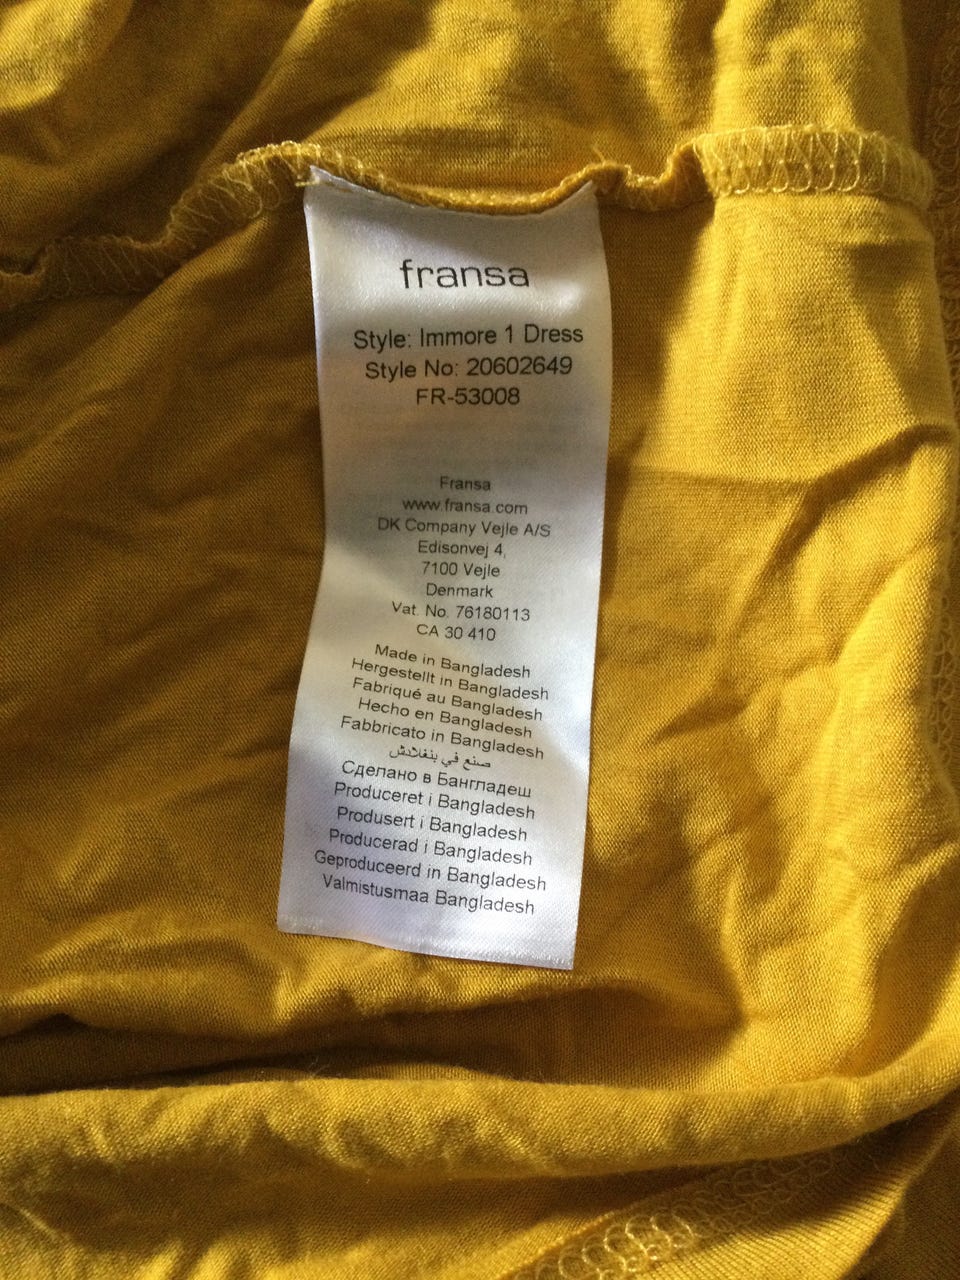 fransa
Style: Immore 1 Dress
Style No: 20602649
FR-53008
Fransa
www.fransa.com
DK Company Vejle A/S
Edisonvej 4,
7100 Vejle
Denmark
Vat. No. 76180113
CA 30 410
Made in Bangladesh
Hergestellt in Bangladesh
Fabriqué au Bangladesh
Hecho en Bangladesh
Fabbricato in Bangladesh
صنع في بنغلادش
Сделано в Бангладеш
Produceret i Bangladesh
Produsert i Bangladesh
Producerad i Bangladesh
Geproduceerd in Bangladesh
Valmistusmaa Bangladesh